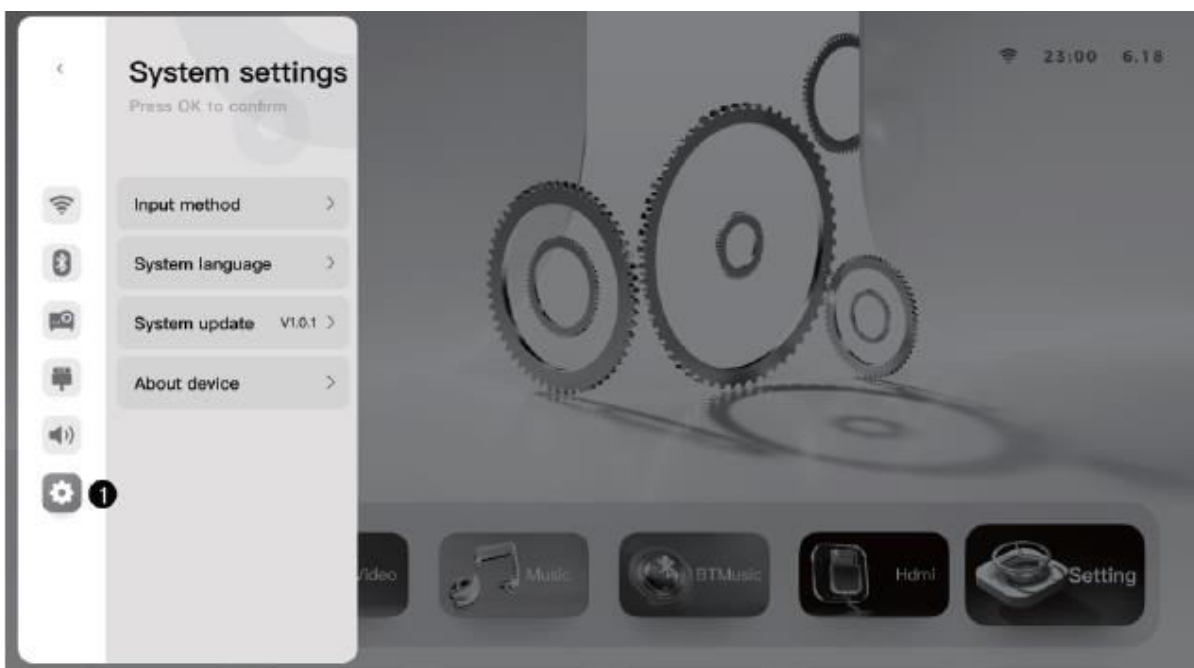 System settings
Press OK to confirm
23:00 6.18
Input method
System language
System update V1.0.1
About device
1
Video
Music
BTMusic
Hdmi
Setting